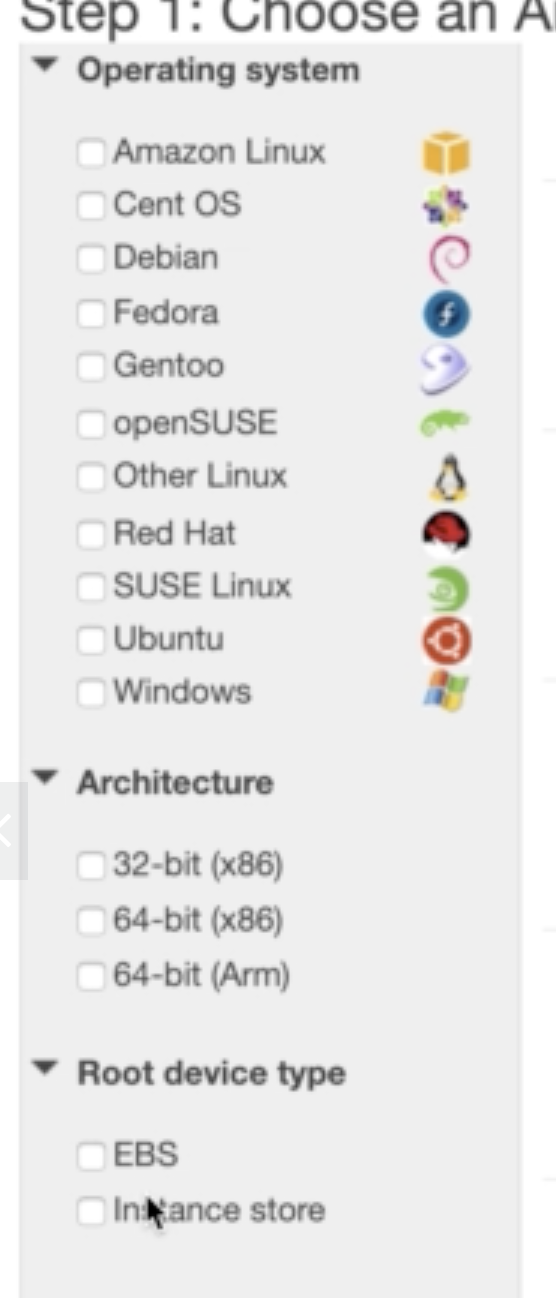 Step 1: Choose an
Operating system
Amazon Linux
Cent OS
Debian
Fedora
Gentoo
openSUSE
Other Linux
Red Hat
SUSE Linux
Ubuntu
Windows
Architecture
32-bit (x86)
64-bit (x86)
64-bit (Arm)
Root device type
EBS
Instance store